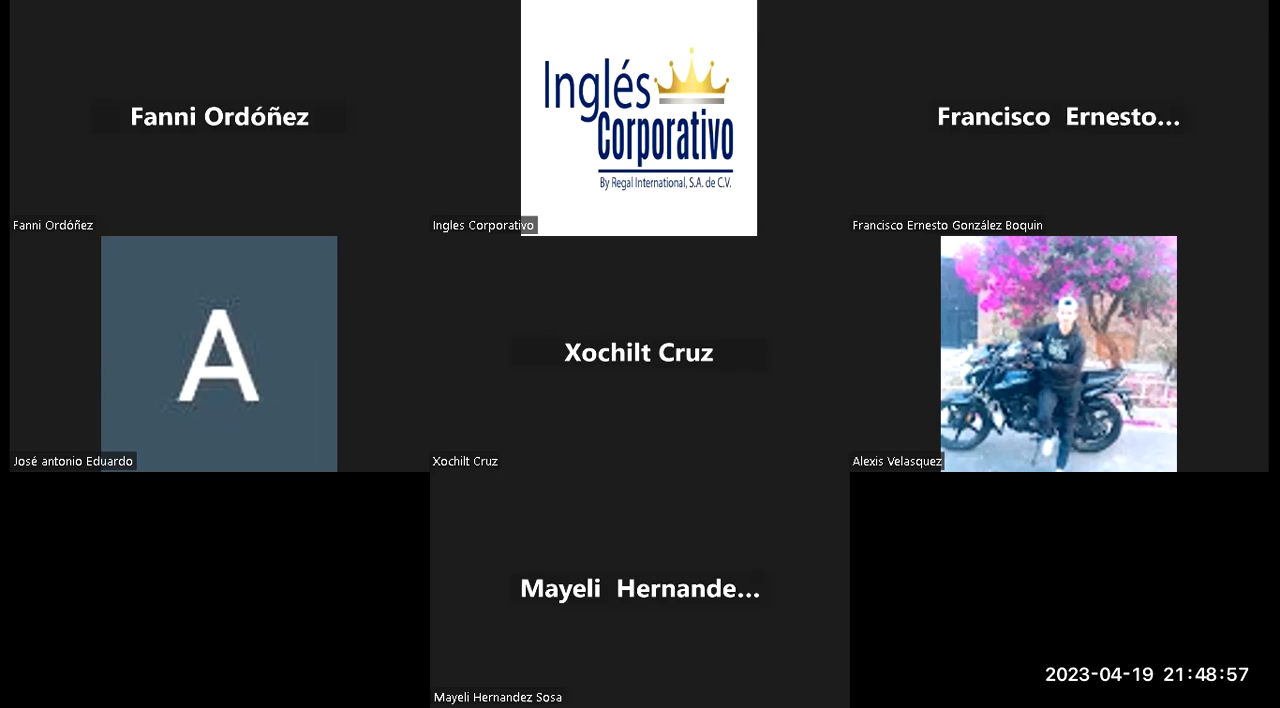 Fanni Ordóñez
Inglés
Corporativo
By Regal International, S.A. de C.V.
Francisco Ernesto...
Fanni Ordóñez
Ingles Corporativo
Francisco Ernesto González Boquin
A
Xochilt Cruz
José antonio Eduardo
Xochilt Cruz
Alexis Velasquez
Mayeli Hernande...
Mayeli Hernandez Sosa
2023-04-19 21:48:57